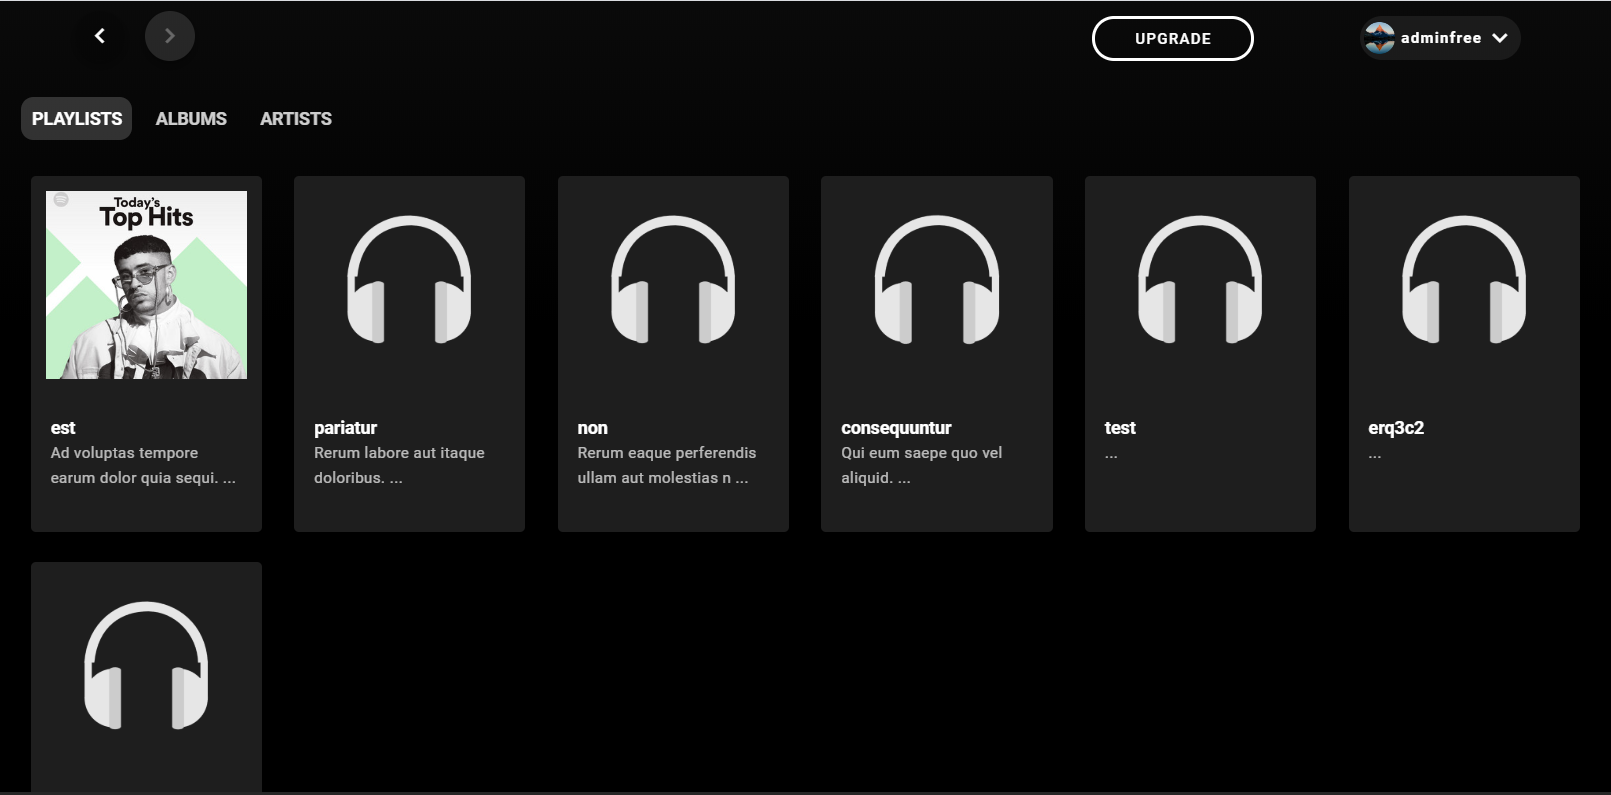 UPGRADE
adminfree
PLAYLISTS
ALBUMS
ARTISTS
Today's
Top Hits
est
Ad voluptas tempore
earum dolor quia sequi. ...
pariatur
Rerum labore aut itaque
doloribus. ...
non
Rerum eaque perferendis
ullam aut molestias n ...
consequuntur
Qui eum saepe quo vel
aliquid. ...
test
...
erq3c2
...